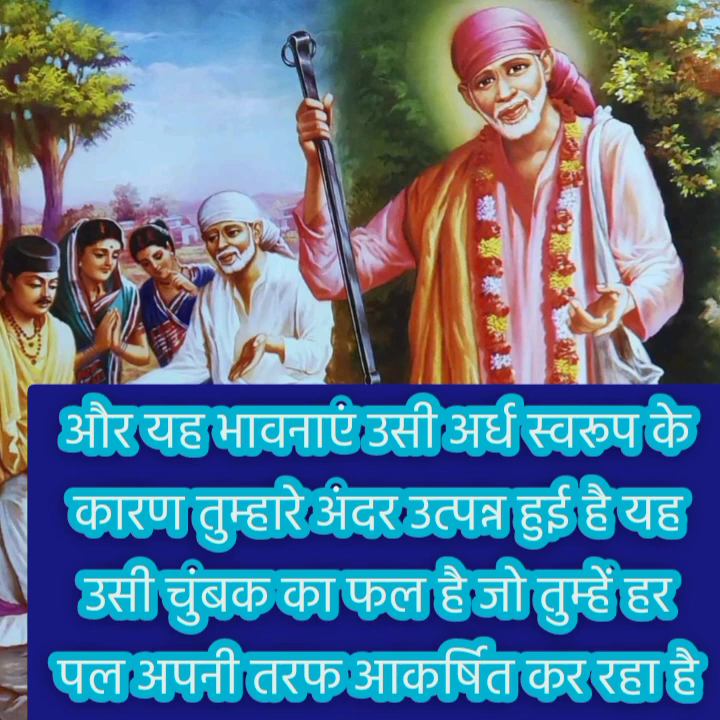 और यह भावनाएं उसी अर्ध स्वरूप के
कारण तुम्हारे अंदर उत्पन्न हुई है यह
उसी चुंबक का फल है जो तुम्हें हर
पल अपनी तरफ आकर्षित कर रहा है